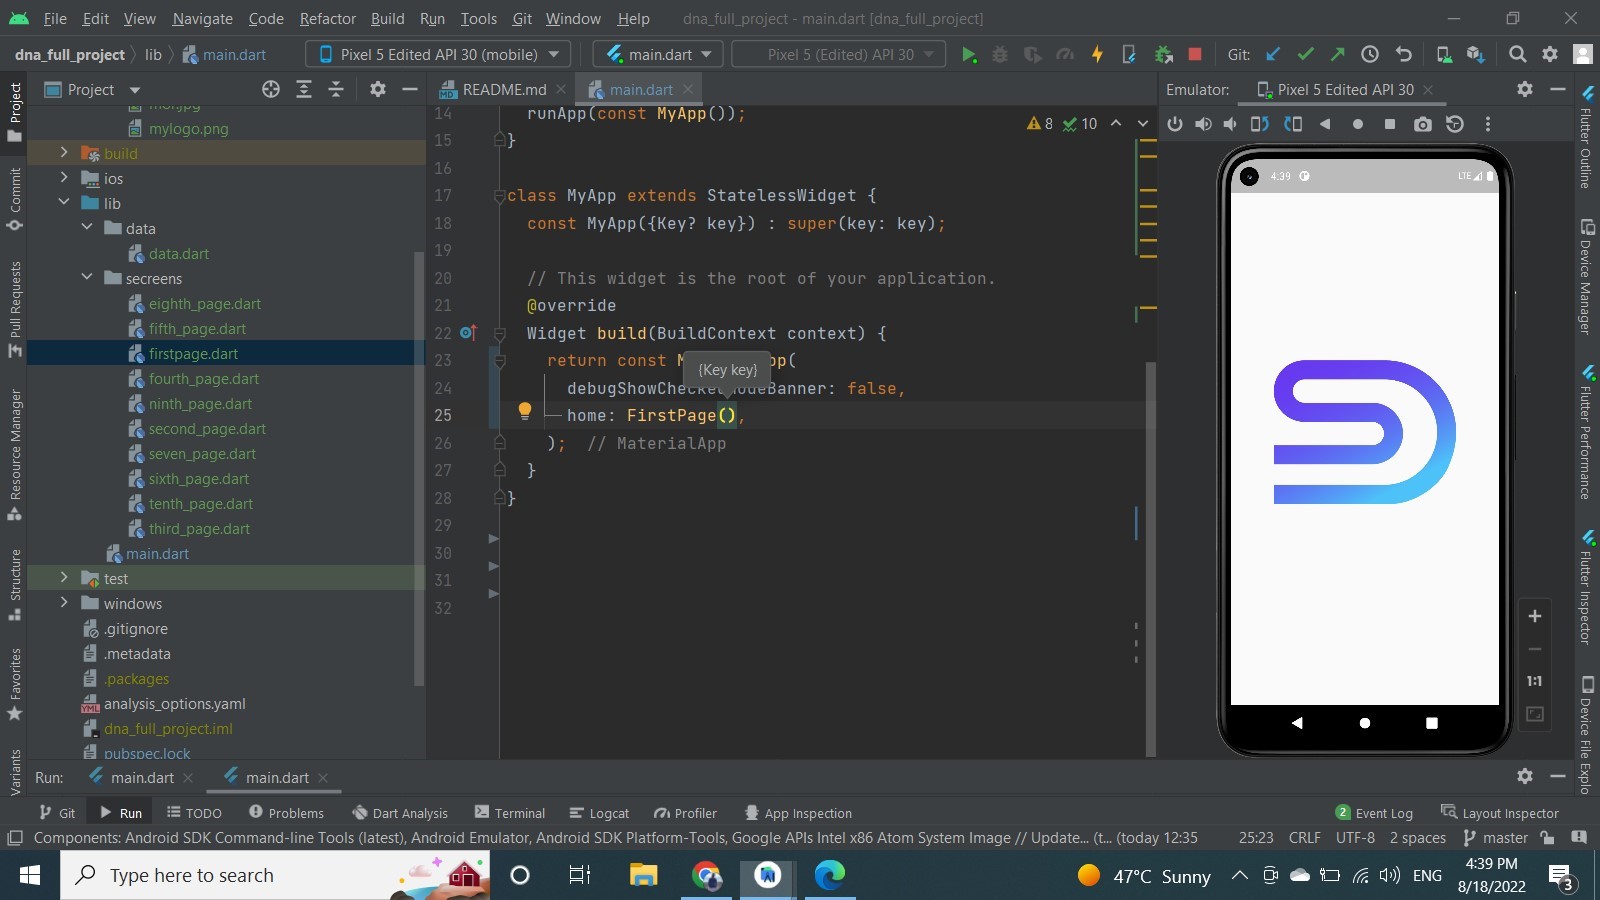 File Edit View Navigate Code Refactor Build Run Tools Git Window Help dna_full_project - main.dart [dna_full_project]
dna_full_project lib main.dart Pixel 5 Edited API 30 (mobile) main.dart Pixel 5 (Edited) API 30 Git:
Project
Commit
Pull Requests
Resource Manager
Structure
Favorites
Variants
Project
mylogo.png
build
ios
lib
data
data.dart
secreens
eighth_page.dart
fifth_page.dart
firstpage.dart
fourth_page.dart
ninth_page.dart
second_page.dart
seven_page.dart
sixth_page.dart
tenth_page.dart
third_page.dart
main.dart
test
windows
.gitignore
.metadata
.packages
YML analysis_options.yaml
dna_full_project.iml
pubspec.lock
MD README.md main.dart
8 10
14 runApp(const MyApp());
15 }
16
17 class MyApp extends StatelessWidget {
18 const MyApp({Key? key}) : super(key: key);
19
20 // This widget is the root of your application.
21 @override
22 Widget build(BuildContext context) {
23 return const M pp(
{Key key}
24 debugShowCheckedModeBanner: false,
25 home: FirstPage(),
26 ); // MaterialApp
27 }
28 }
29
30
31
32
Emulator: Pixel 5 Edited API 30
4:39 LTE
1:1
Flutter Outline
Device Manager
Flutter Performance
Flutter Inspector
Device File Explo
Run: main.dart main.dart
Git Run TODO Problems Dart Analysis Terminal Logcat Profiler App Inspection 2 Event Log Layout Inspector
Components: Android SDK Command-line Tools (latest), Android Emulator, Android SDK Platform-Tools, Google APIs Intel x86 Atom System Image // Update... (t... (today 12:35 25:23 CRLF UTF-8 2 spaces master
Type here to search 47°C Sunny ENG 4:39 PM
8/18/2022 3